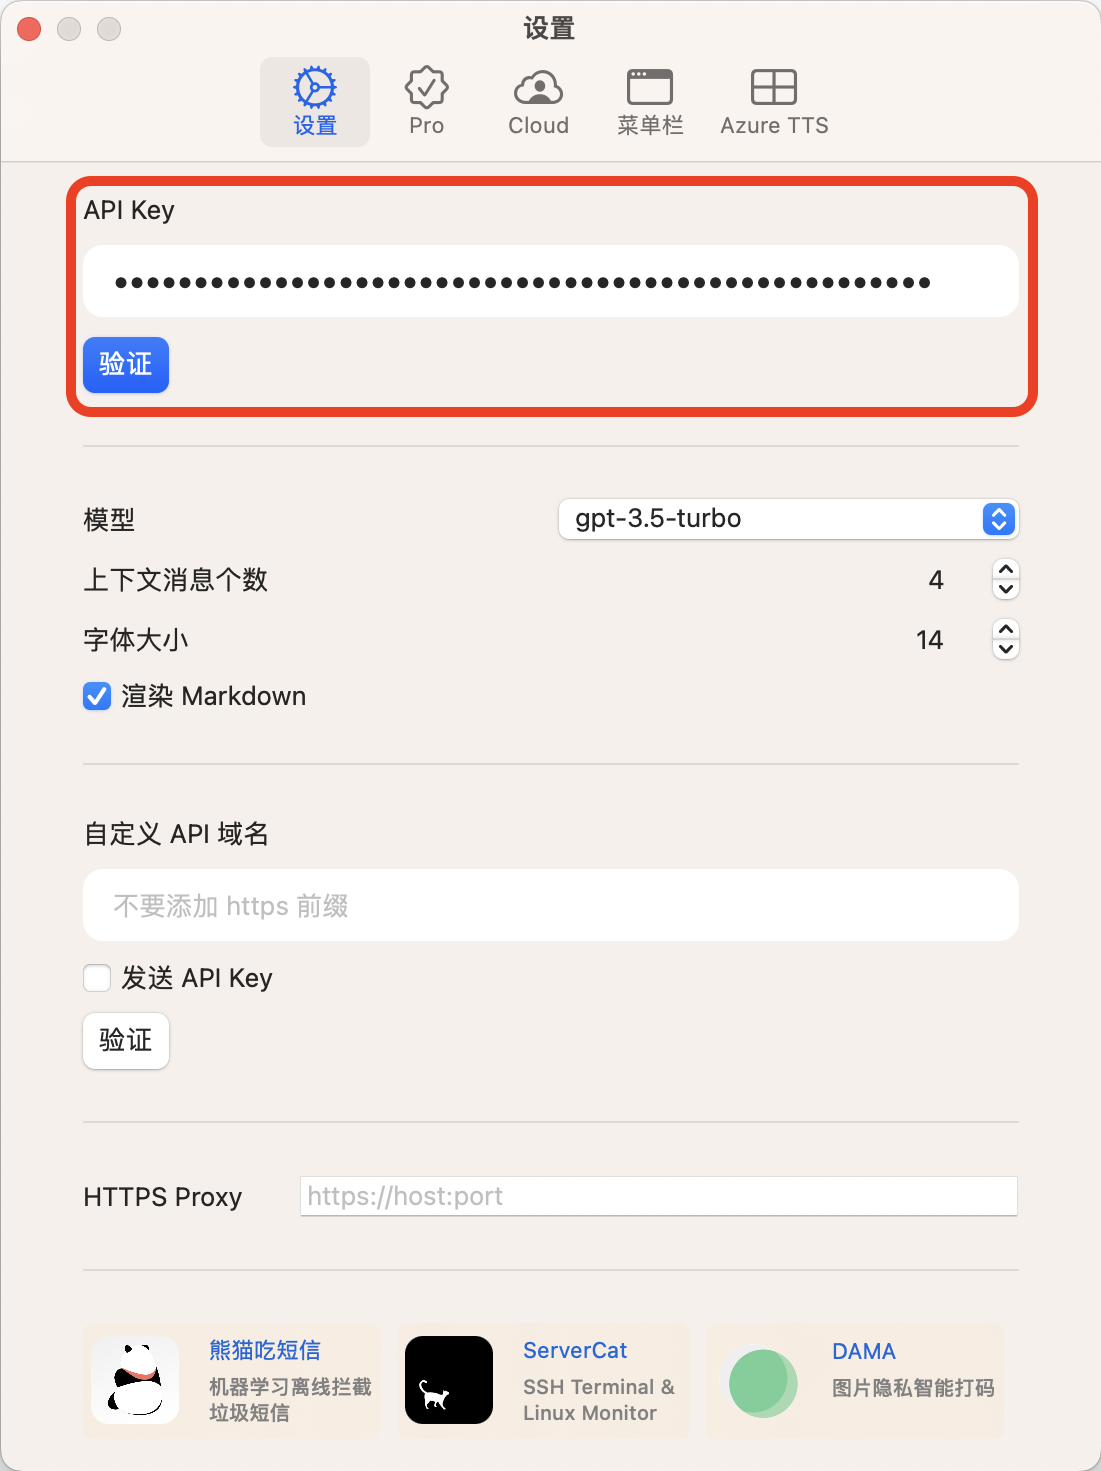 设置
设置
Pro
Cloud
菜单栏
Azure TTS
API Key
验证
模型
gpt-3.5-turbo
上下文消息个数
4
字体大小
14
渲染 Markdown
自定义 API 域名
不要添加 https 前缀
发送 API Key
验证
HTTPS Proxy
https://host:port
熊猫吃短信
机器学习离线拦截
垃圾短信
ServerCat
SSH Terminal &
Linux Monitor
DAMA
图片隐私智能打码